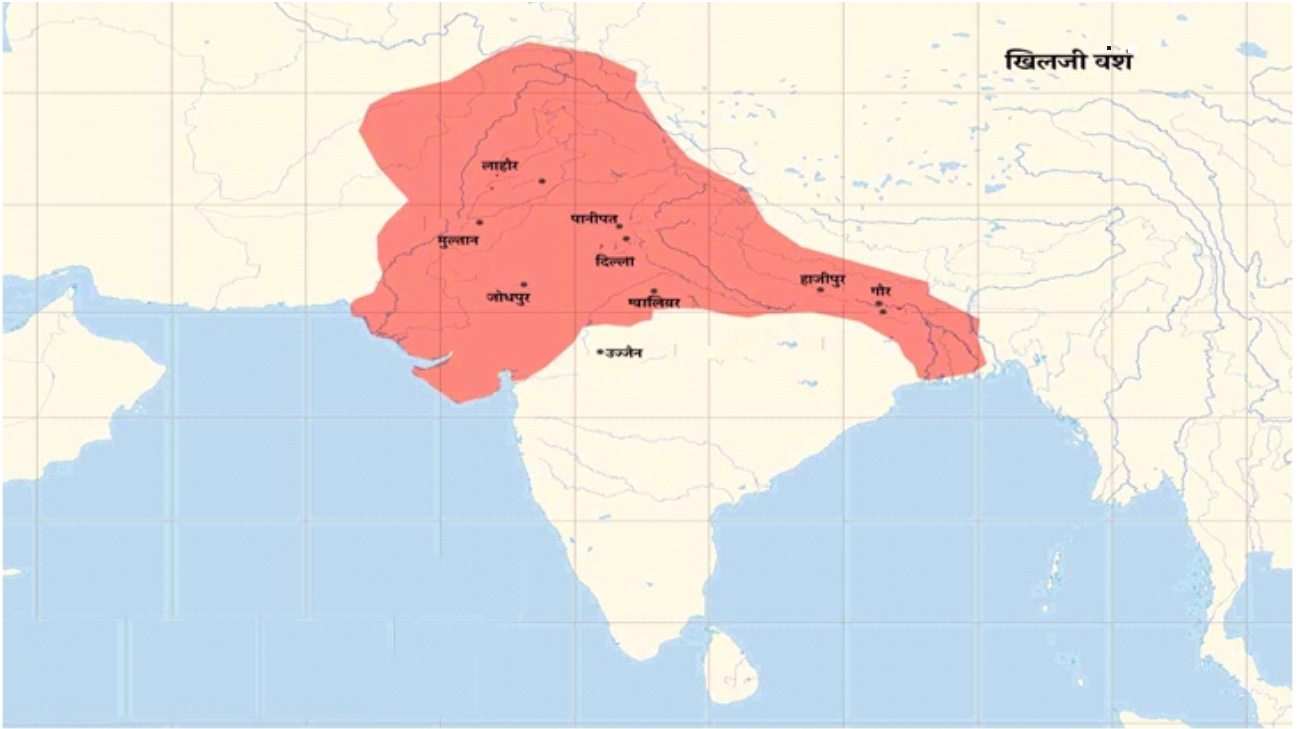 खिलजी वंश
लाहौर
पानीपत
मुल्तान
दिल्ली
हाजीपुर
गौर
जोधपुर
ग्वालियर
उज्जैन